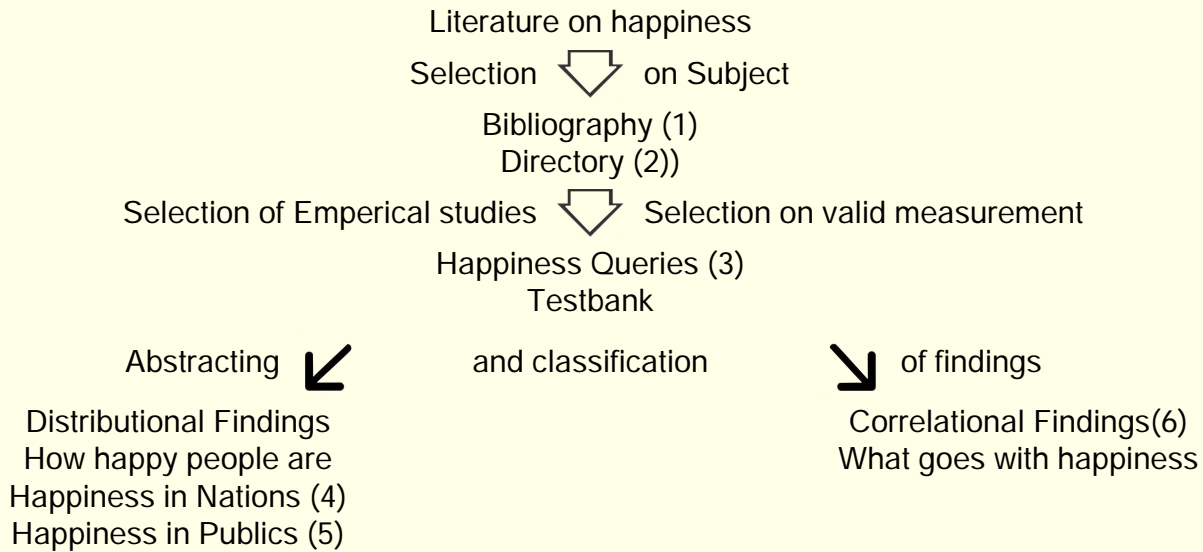 Literature on happiness
Selection on Subject
Bibliography (1)
Directory (2))
Selection of Emperical studies Selection on valid measurement
Happiness Queries (3)
Testbank
Abstracting and classification of findings
Distributional Findings
How happy people are
Happiness in Nations (4)
Happiness in Publics (5)
Correlational Findings(6)
What goes with happiness